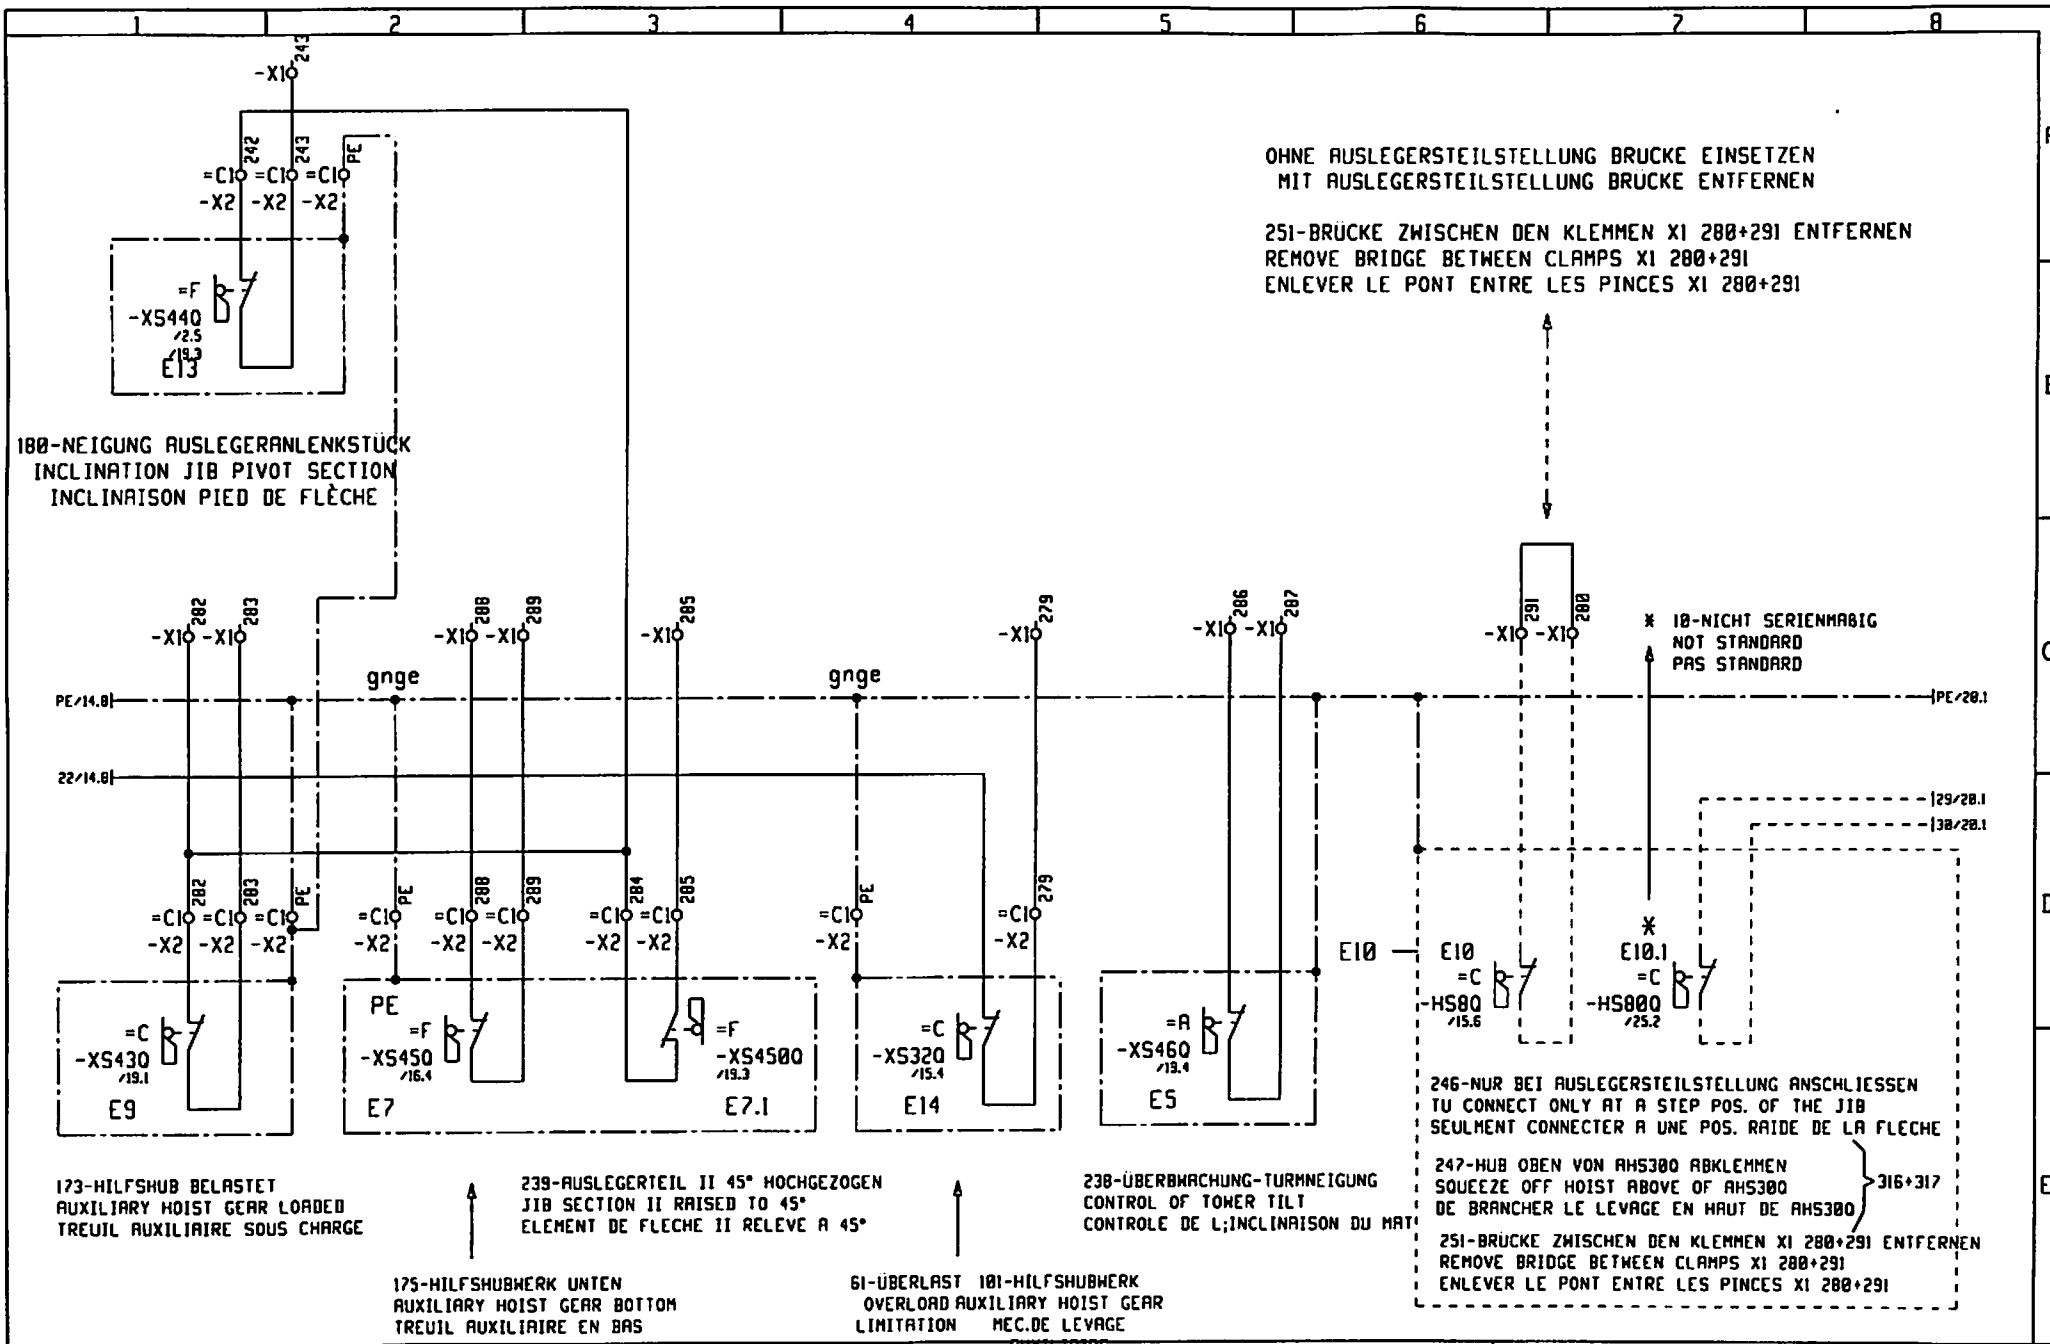 1 2 3 4 5 6 7 8
243
-X1
242 243 PE
=C1 =C1 =C1
-X2 -X2 -X2
OHNE AUSLEGERSTEILSTELLUNG BRUCKE EINSETZEN
MIT AUSLEGERSTEILSTELLUNG BRÜCKE ENTFERNEN
251-BRÜCKE ZWISCHEN DEN KLEMMEN X1 280+291 ENTFERNEN
REMOVE BRIDGE BETWEEN CLAMPS X1 280+291
ENLEVER LE PONT ENTRE LES PINCES X1 280+291
=F
-XS44Q
/2.5
/19.3
E13
180-NEIGUNG AUSLEGERANLENKSTÜCK
INCLINATION JIB PIVOT SECTION
INCLINAISON PIED DE FLÈCHE
282 283 288 289 285 279 286 287 291 280
-X1 -X1 -X1 -X1 -X1 -X1 -X1 -X1 -X1 -X1
* 10-NICHT SERIENMAßIG
NOT STANDARD
PAS STANDARD
gnge gnge
PE/14.8 PE/20.1
22/14.8
29/20.1
30/20.1
282 283 PE PE 288 289 284 285 PE 279
=C1 =C1 =C1 =C1 =C1 =C1 =C1 =C1 =C1 =C1
-X2 -X2 -X2 -X2 -X2 -X2 -X2 -X2 -X2 -X2
*
E10 E10 E10.1
=C =C
-HS8Q -HS80Q
/15.6 /25.2
PE
=C =F =F =C =A
-XS43Q -XS45Q -XS450Q -XS32Q -XS46Q
/19.1 /16.4 /19.3 /15.4 /19.4
E9 E7 E7.1 E14 E5
246-NUR BEI AUSLEGERSTEILSTELLUNG ANSCHLIESSEN
TU CONNECT ONLY AT A STEP POS. OF THE JIB
SEULMENT CONNECTER A UNE POS. RAIDE DE LA FLECHE
247-HUB OBEN VON AHS30Q ABKLEMMEN
SQUEEZE OFF HOIST ABOVE OF AHS30Q
DE BRANCHER LE LEVAGE EN HAUT DE AHS30Q
316+317
251-BRÜCKE ZWISCHEN DEN KLEMMEN X1 280+291 ENTFERNEN
REMOVE BRIDGE BETWEEN CLAMPS X1 280+291
ENLEVER LE PONT ENTRE LES PINCES X1 280+291
173-HILFSHUB BELASTET
AUXILIARY HOIST GEAR LOADED
TREUIL AUXILIAIRE SOUS CHARGE
239-AUSLEGERTEIL II 45° HOCHGEZOGEN
JIB SECTION II RAISED TO 45°
ELEMENT DE FLECHE II RELEVE A 45°
238-ÜBERBWACHUNG-TURMNEIGUNG
CONTROL OF TOWER TILT
CONTROLE DE L;INCLINAISON DU MAT
175-HILFSHUBWERK UNTEN
AUXILIARY HOIST GEAR BOTTOM
TREUIL AUXILIAIRE EN BAS
61-ÜBERLAST 101-HILFSHUBWERK
OVERLOAD AUXILIARY HOIST GEAR
LIMITATION MEC.DE LEVAGE